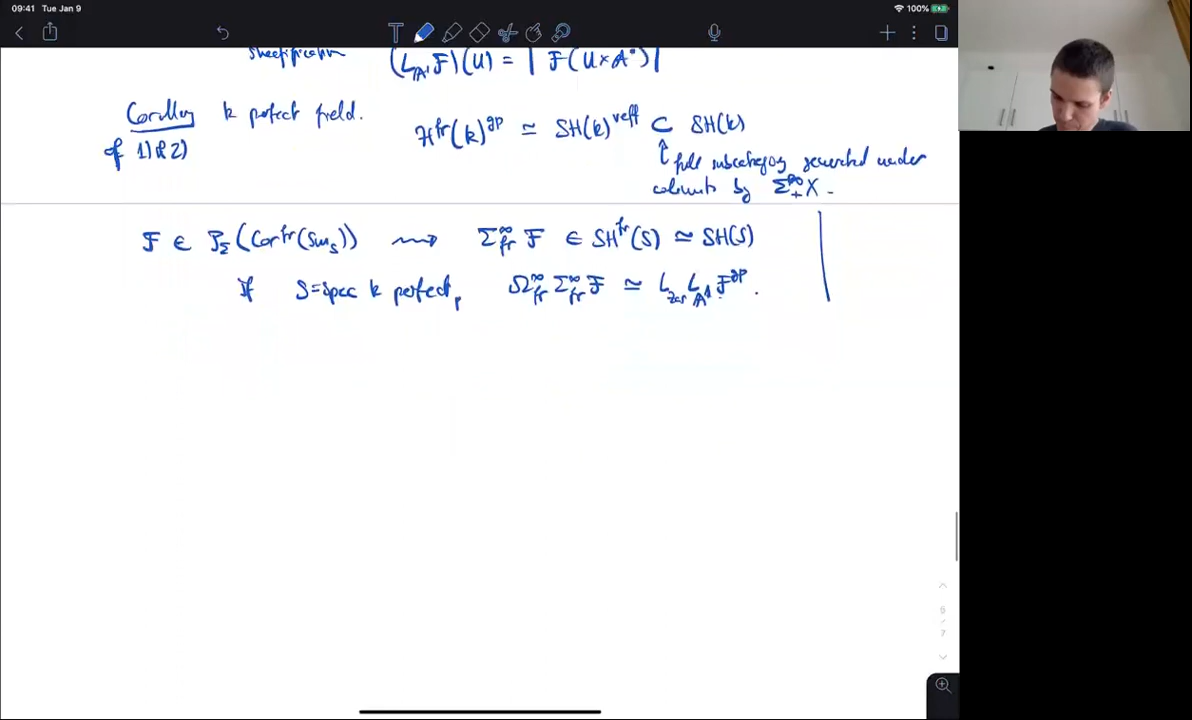 09:41 Tue Jan 9
100%
Sheafification (L_{A^1} F)(U) = | F(U × A^•) |
Corollary k perfect field.
of 1) & 2)
H^{fr}(k)^{gp} ≃ SH(k)^{veff} ⊂ SH(k)
↑ full subcategory generated under
colimits by Σ^∞_+ X.
F ∈ P_Σ(Corr^{fr}(Sm_S)) ⇝ Σ^∞_{fr} F ∈ SH^{fr}(S) ≃ SH(S)
If S = Spec k perfect, Ω^∞_{fr} Σ^∞_{fr} F ≃ L_{zar} L_{A^1} F^{gp}.
6
/
7